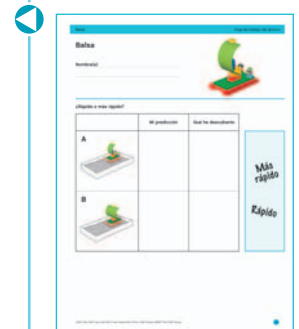 Balsa
Nombre(s):
¿Rápido o más rápido?
Mi predicción
Qué he descubierto
A
B
Más
rápido
Rápido